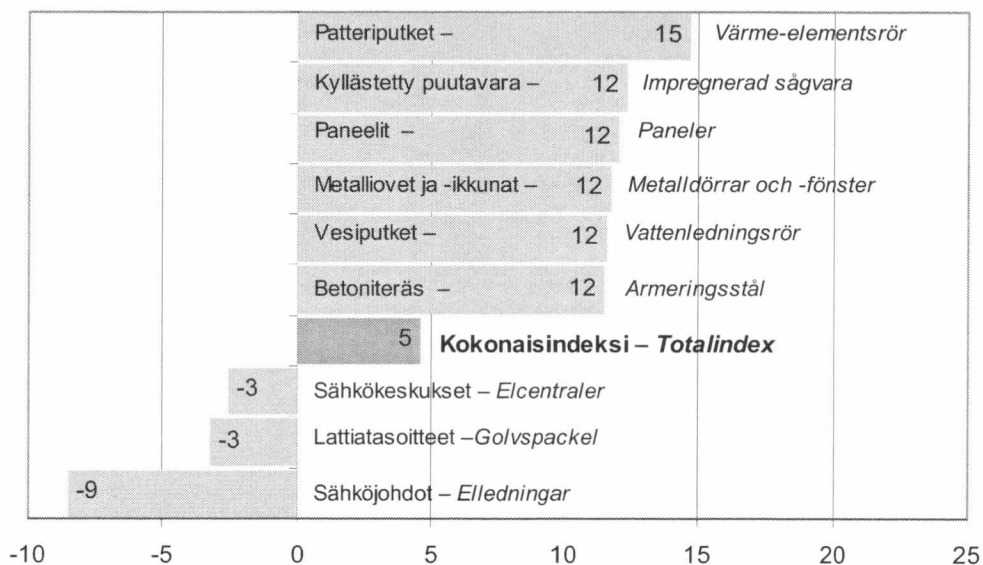 Patteriputket – 15 Värme-elementsrör
Kyllästetty puutavara – 12 Impregnerad sågvara
Paneelit – 12 Paneler
Metalliovet ja -ikkunat – 12 Metalldörrar och -fönster
Vesiputket – 12 Vattenledningsrör
Betoniteräs – 12 Armeringsstål
5 Kokonaisindeksi – Totalindex
-3 Sähkökeskukset – Elcentraler
-3 Lattiatasoitteet –Golvspackel
-9 Sähköjohdot – Elledningar
-10 -5 0 5 10 15 20 25